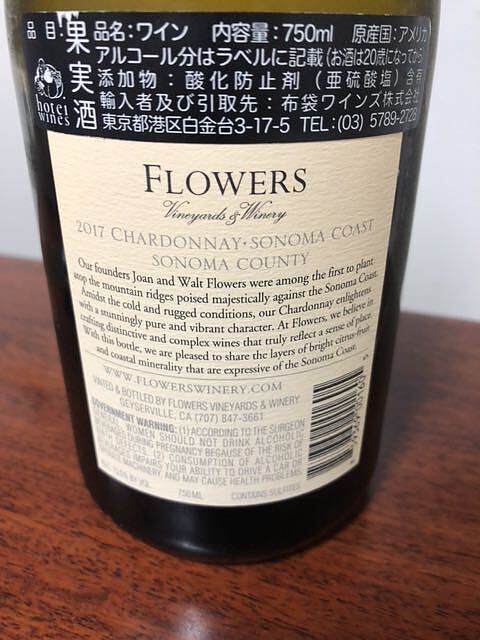 品目:果実酒
品名:ワイン 内容量:750ml 原産国:アメリカ
アルコール分はラベルに記載(お酒は20歳になってから)
添加物:酸化防止剤(亜硫酸塩)含有
輸入者及び引取先:布袋ワインズ株式会社
東京都港区白金台3-17-5 TEL:(03) 5789-2728
hotei
wines
FLOWERS
Vineyards & Winery
2017 CHARDONNAY • SONOMA COAST
SONOMA COUNTY
Our founders Joan and Walt Flowers were among the first to plant
atop the mountain ridges poised majestically against the Sonoma Coast.
Amidst the cold and rugged conditions, our Chardonnay enlightens
with a stunningly pure and vibrant character. At Flowers, we believe in
crafting distinctive and complex wines that truly reflect a sense of place.
With this bottle, we are pleased to share the layers of bright citrus-fruit
and coastal minerality that are expressive of the Sonoma Coast.
WWW.FLOWERSWINERY.COM
VINTED & BOTTLED BY FLOWERS VINEYARDS & WINERY
GEYSERVILLE, CA (707) 847-3661
GOVERNMENT WARNING: (1) ACCORDING TO THE SURGEON
GENERAL, WOMEN SHOULD NOT DRINK ALCOHOLIC
DURING PREGNANCY BECAUSE OF THE RISK OF
BIRTH DEFECTS. (2) CONSUMPTION OF ALCOHOLIC
IMPAIRS YOUR ABILITY TO DRIVE A CAR OR
MACHINERY, AND MAY CAUSE HEALTH PROBLEMS.
BY VOL. 750ML CONTAINS SULFITES